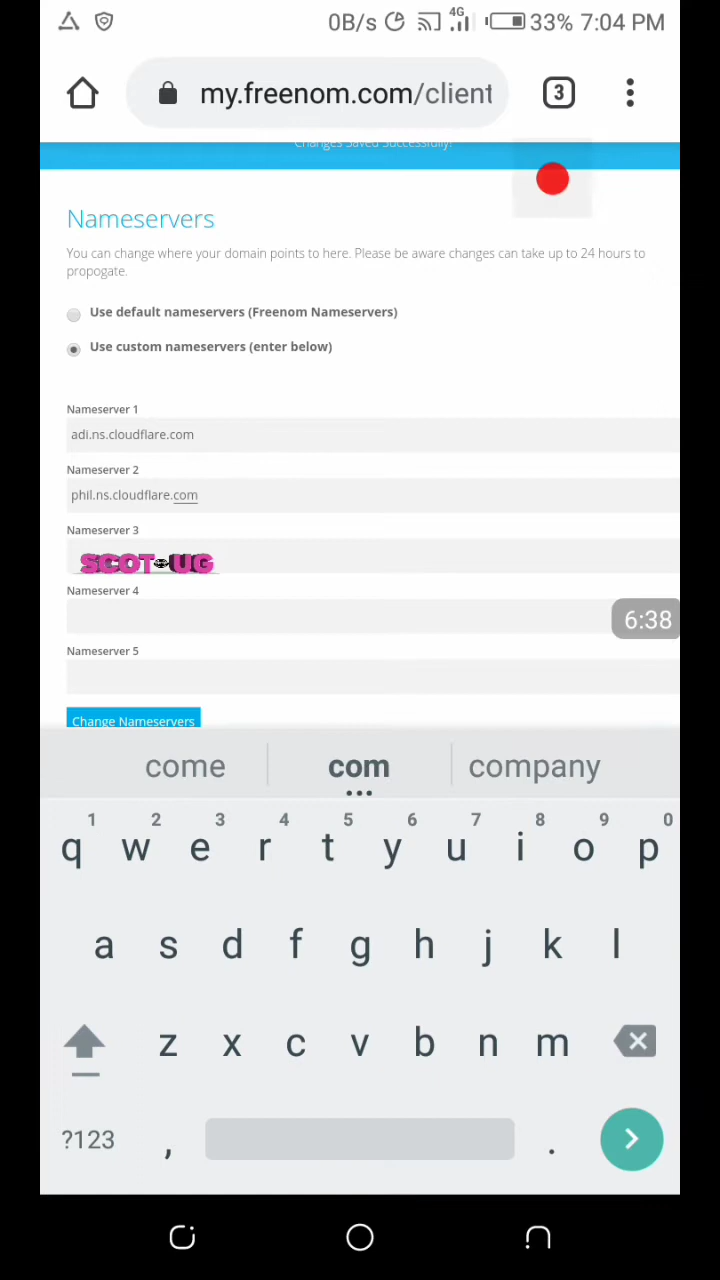 0B/s 4G 33% 7:04 PM
my.freenom.com/client 3
Changes Saved Successfully!
Nameservers
You can change where your domain points to here. Please be aware changes can take up to 24 hours to
propogate.
Use default nameservers (Freenom Nameservers)
Use custom nameservers (enter below)
Nameserver 1
adi.ns.cloudflare.com
Nameserver 2
phil.ns.cloudflare.com
Nameserver 3
SCOT UG
Nameserver 4
6:38
Nameserver 5
Change Nameservers
come com company
1 2 3 4 5 6 7 8 9 0
q w e r t y u i o p
a s d f g h j k l
z x c v b n m
?123 , .